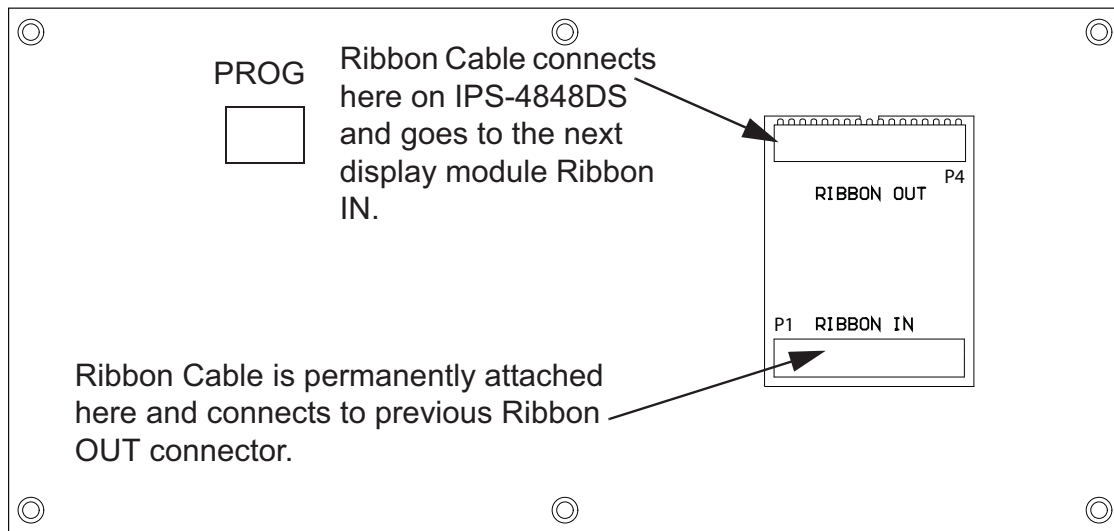 PROG
Ribbon Cable connects
here on IPS-4848DS
and goes to the next
display module Ribbon
IN.
P4
RIBBON OUT
P1 RIBBON IN
Ribbon Cable is permanently attached
here and connects to previous Ribbon
OUT connector.